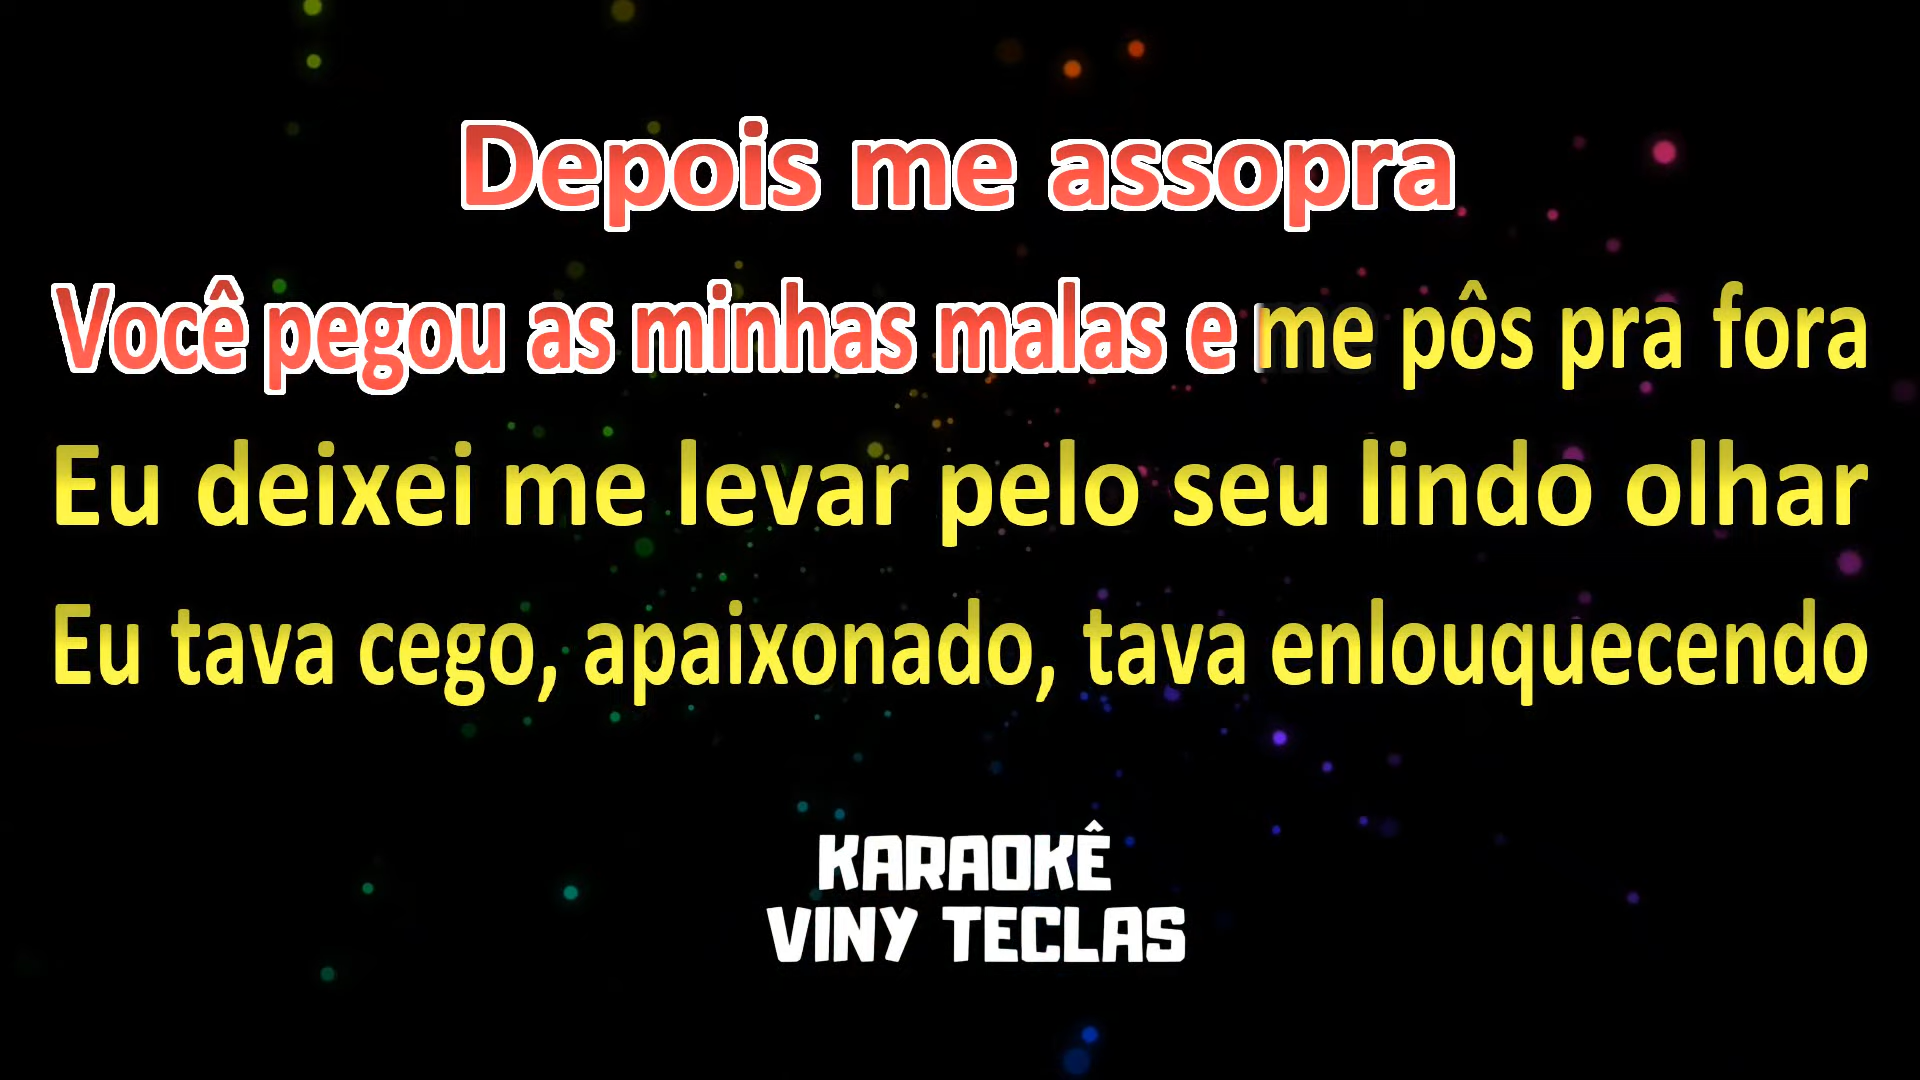 Depois me assopra
Você pegou as minhas malas e me pôs pra fora
Eu deixei me levar pelo seu lindo olhar
Eu tava cego, apaixonado, tava enlouquecendo
KARAOKÊ
VINY TECLAS